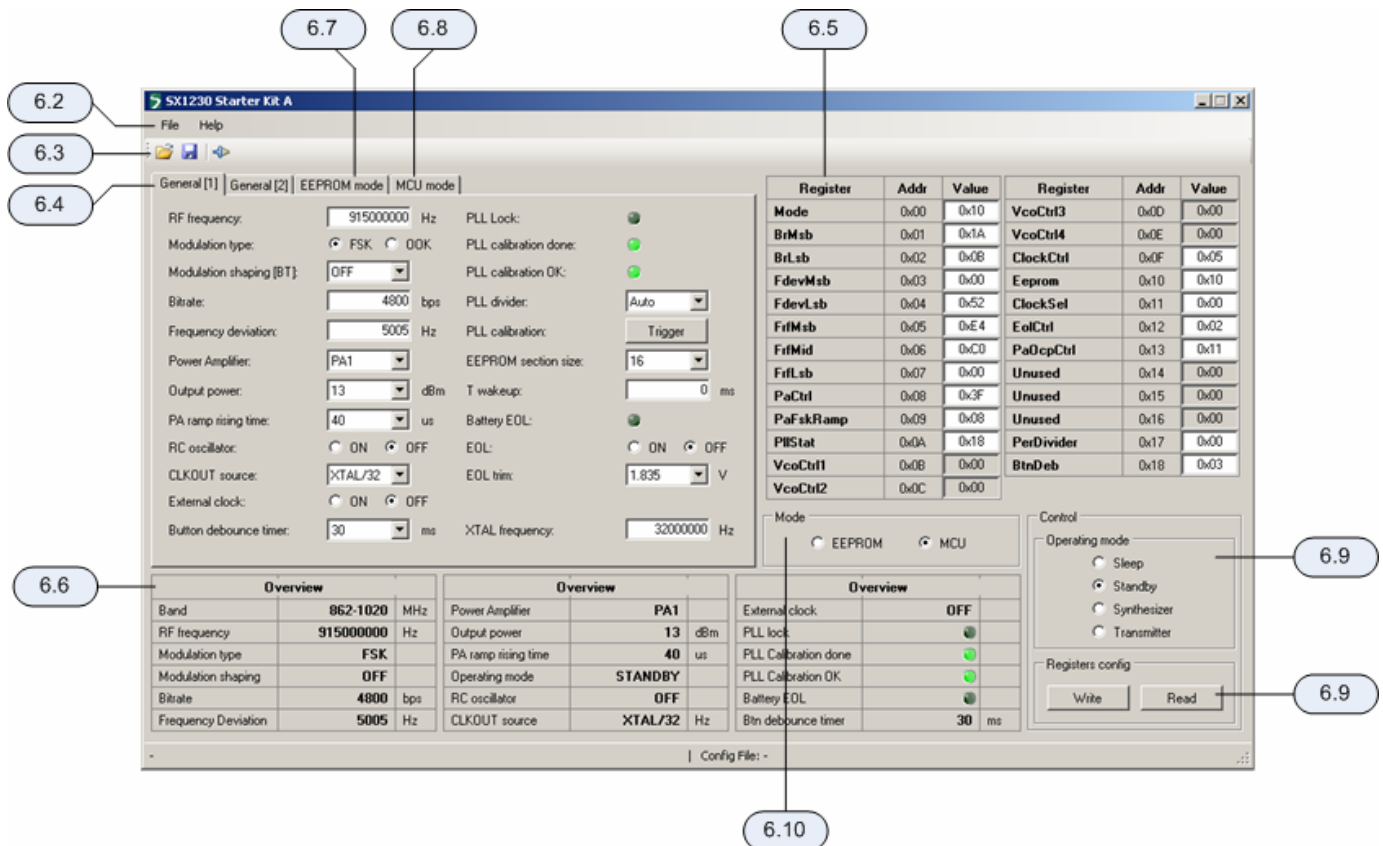 6.7
6.8
6.5
6.2
6.3
6.4
SX1230 Starter Kit A
File Help
General [1] General [2] EEPROM mode MCU mode
RF frequency: 915000000 Hz
Modulation type: FSK OOK
Modulation shaping [BT]: OFF
Bitrate: 4800 bps
Frequency deviation: 5005 Hz
Power Amplifier: PA1
Output power: 13 dBm
PA ramp rising time: 40 us
RC oscillator: ON OFF
CLKOUT source: XTAL/32
External clock: ON OFF
Button debounce timer: 30 ms
PLL Lock:
PLL calibration done:
PLL calibration OK:
PLL divider: Auto
PLL calibration: Trigger
EEPROM section size: 16
T wakeup: 0 ms
Battery EOL:
EOL: ON OFF
EOL trim: 1.835 V
XTAL frequency: 32000000 Hz
Register Addr Value
Mode 0x00 0x10
BrMsb 0x01 0x1A
BrLsb 0x02 0x0B
FdevMsb 0x03 0x00
FdevLsb 0x04 0x52
FrfMsb 0x05 0xE4
FrfMid 0x06 0xC0
FrfLsb 0x07 0x00
PaCtrl 0x08 0x3F
PaFskRamp 0x09 0x08
PllStat 0x0A 0x18
VcoCtrl1 0x0B 0x00
VcoCtrl2 0x0C 0x00
Register Addr Value
VcoCtrl3 0x0D 0x00
VcoCtrl4 0x0E 0x00
ClockCtrl 0x0F 0x05
Eeprom 0x10 0x10
ClockSel 0x11 0x00
EolCtrl 0x12 0x02
PaOcpCtrl 0x13 0x11
Unused 0x14 0x00
Unused 0x15 0x00
Unused 0x16 0x00
PerDivider 0x17 0x00
BtnDeb 0x18 0x03
Mode
EEPROM MCU
Control
Operating mode
Sleep
Standby
Synthesizer
Transmitter
Registers config
Write Read
6.9
6.9
6.6
Overview
Band 862-1020 MHz
RF frequency 915000000 Hz
Modulation type FSK
Modulation shaping OFF
Bitrate 4800 bps
Frequency Deviation 5005 Hz
Overview
Power Amplifier PA1
Output power 13 dBm
PA ramp rising time 40 us
Operating mode STANDBY
RC oscillator OFF
CLKOUT source XTAL/32 Hz
Overview
External clock OFF
PLL lock
PLL Calibration done
PLL Calibration OK
Battery EOL
Btn debounce timer 30 ms
- | Config File: -
6.10